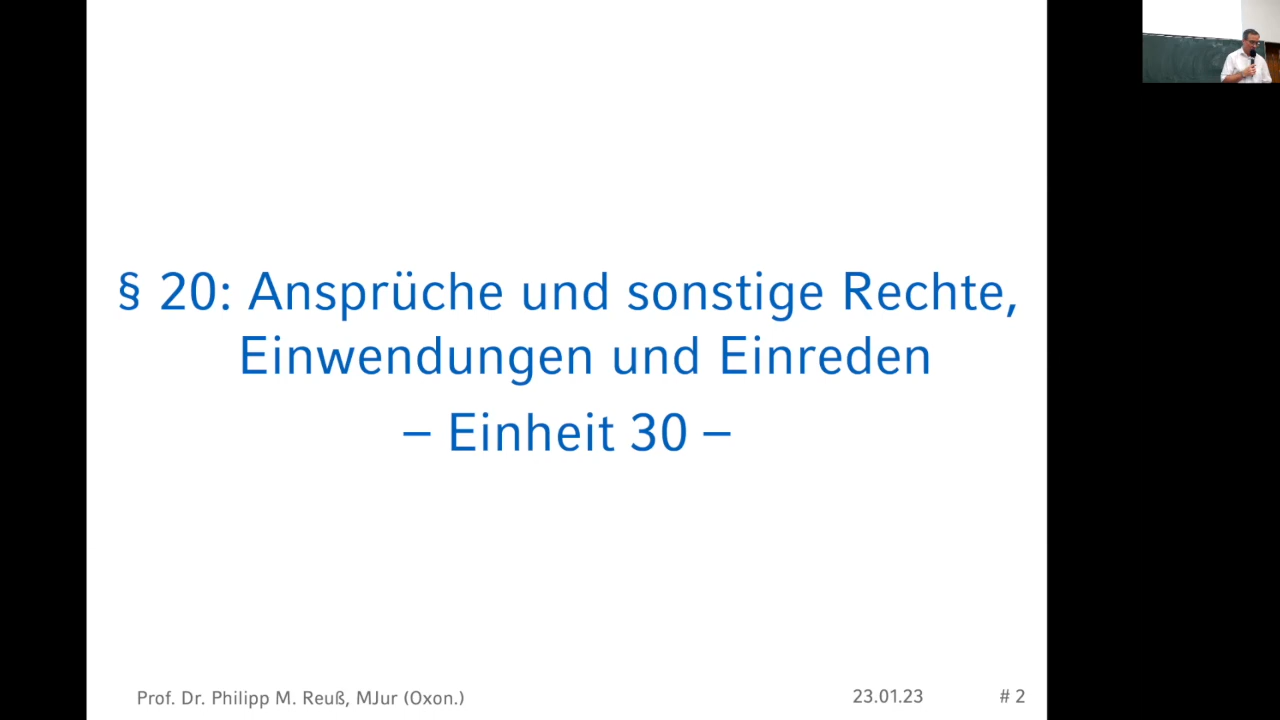 § 20: Ansprüche und sonstige Rechte,
Einwendungen und Einreden
– Einheit 30 –
Prof. Dr. Philipp M. Reuß, MJur (Oxon.)
23.01.23
# 2